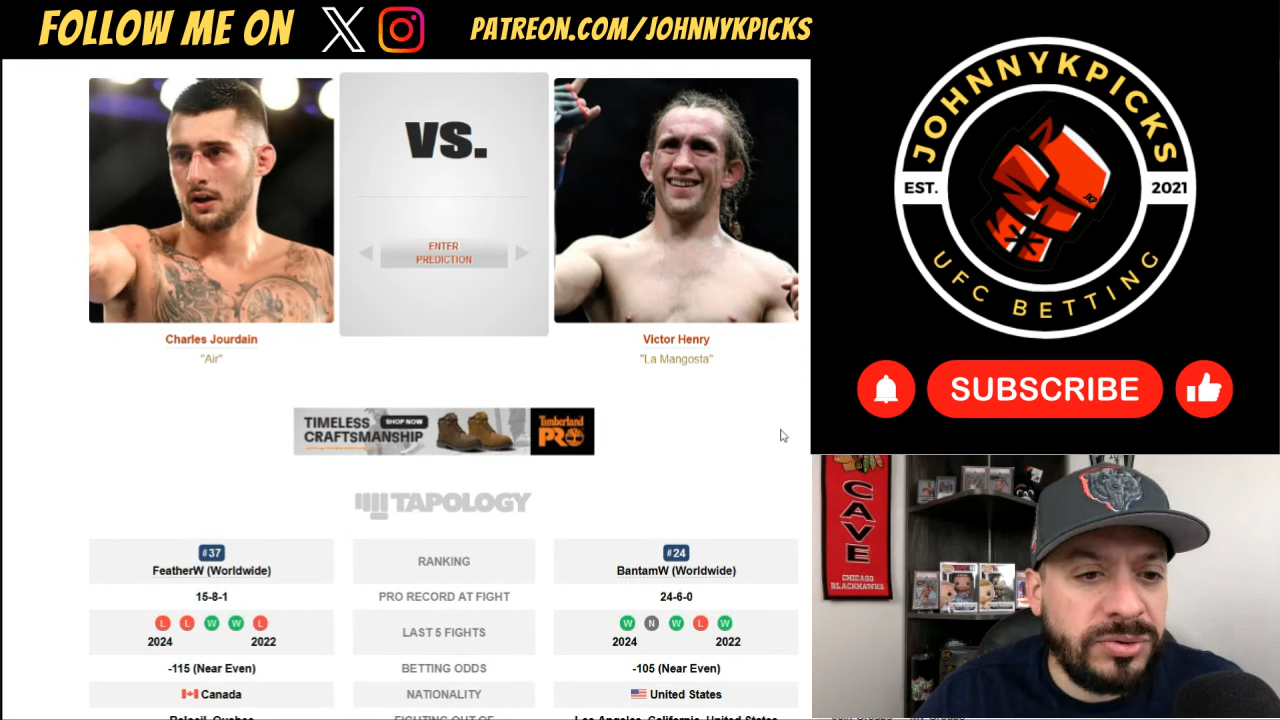 FOLLOW ME ON
PATREON.COM/JOHNNYKPICKS
VS.
ENTER
PREDICTION
Charles Jourdain
"Air"
Victor Henry
"La Mangosta"
TIMELESS
CRAFTSMANSHIP
SHOP NOW
Timberland
PRO
TAPOLOGY
#37
FeatherW (Worldwide)
RANKING
#24
BantamW (Worldwide)
15-8-1
PRO RECORD AT FIGHT
24-6-0
L L W W L
2024 2022
LAST 5 FIGHTS
W N W L W
2024 2022
-115 (Near Even)
BETTING ODDS
-105 (Near Even)
Canada
NATIONALITY
United States
JOHNNYKPICKS
EST.
2021
UFC BETTING
SUBSCRIBE
CAVE
CHICAGO
BLACKHAWKS